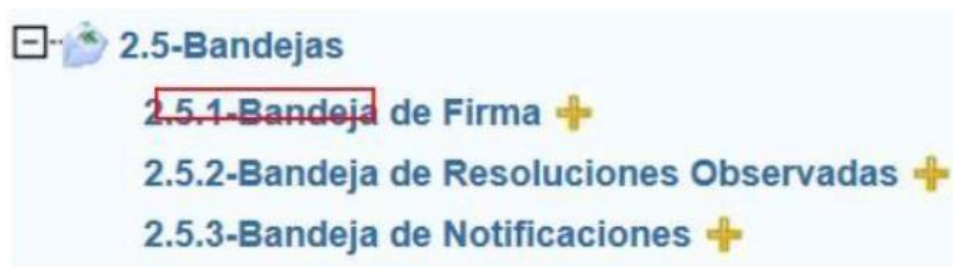 2.5-Bandejas
2.5.1-Bandeja de Firma
2.5.2-Bandeja de Resoluciones Observadas
2.5.3-Bandeja de Notificaciones